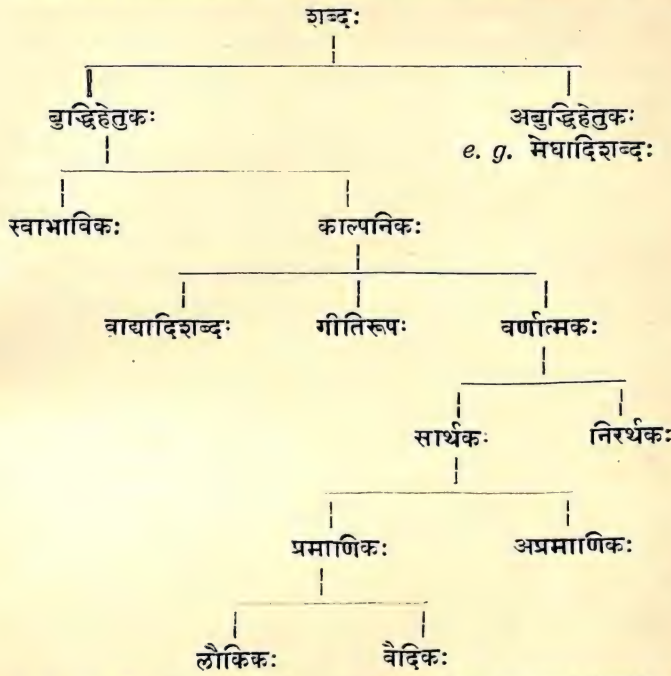 शब्दः
बुद्धिहेतुकः अबुद्धिहेतुकः
e. g. मेघादिशब्दः
स्वाभाविकः काल्पनिकः
वाद्यादिशब्दः गीतिरूपः वर्णात्मकः
सार्थकः निरर्थकः
प्रमाणिकः अप्रमाणिकः
लौकिकः वैदिकः